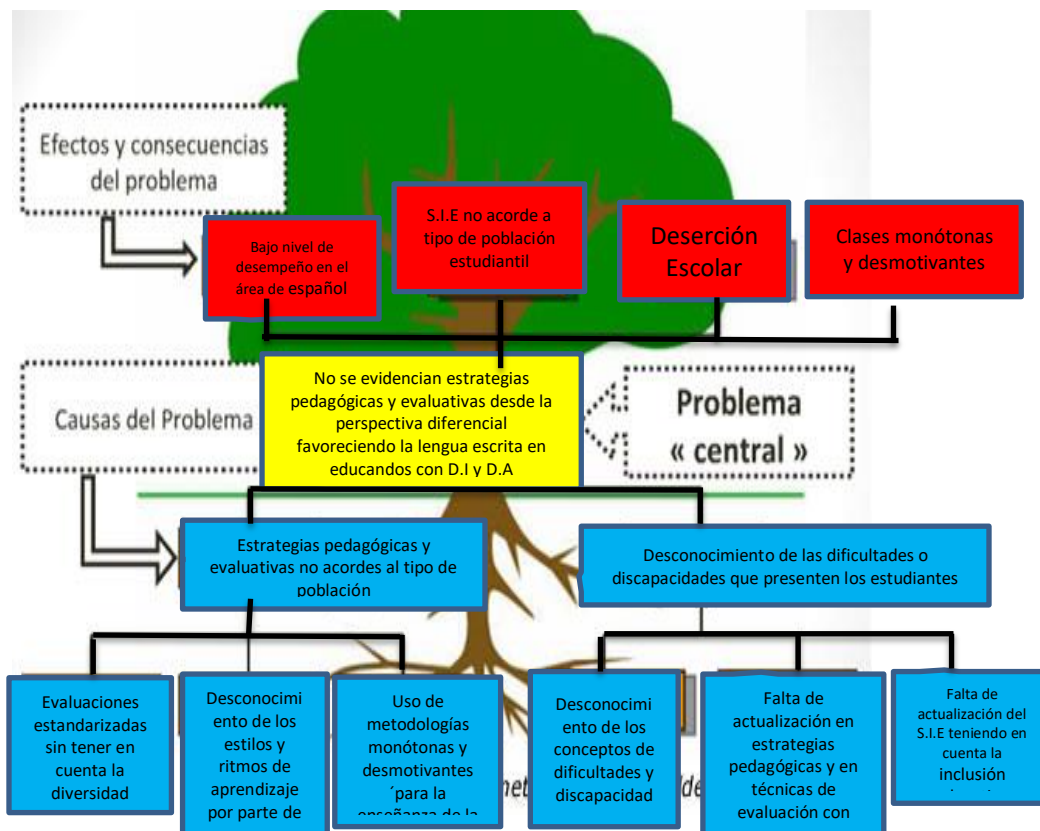 Efectos y consecuencias
del problema
Bajo nivel de
desempeño en el
área de español
S.I.E no acorde a
tipo de población
estudiantil
Deserción
Escolar
Clases monótonas
y desmotivantes
No se evidencian estrategias
pedagógicas y evaluativas desde la
perspectiva diferencial
favoreciendo la lengua escrita en
educandos con D.I y D.A
Problema
« central »
Causas del Problema
Estrategias pedagógicas y
evaluativas no acordes al tipo de
población
Desconocimiento de las dificultades o
discapacidades que presenten los estudiantes
Evaluaciones
estandarizadas
sin tener en
cuenta la
diversidad
Desconocimi
ento de los
estilos y
ritmos de
aprendizaje
por parte de
Uso de
metodologías
monótonas y
desmotivantes
´para la
enseñanza de la
Desconocimi
ento de los
conceptos de
dificultades y
discapacidad
Falta de
actualización en
estrategias
pedagógicas y en
técnicas de
evaluación con
Falta de
actualización del
S.I.E teniendo en
cuenta la
inclusión